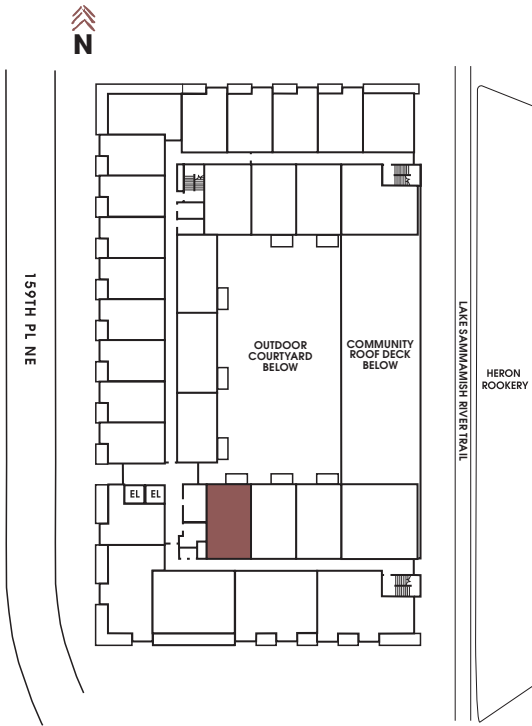 N
159TH PL NE
OUTDOOR
COURTYARD
BELOW
COMMUNITY
ROOF DECK
BELOW
LAKE SAMMAMISH RIVER TRAIL
HERON
ROOKERY
EL
EL